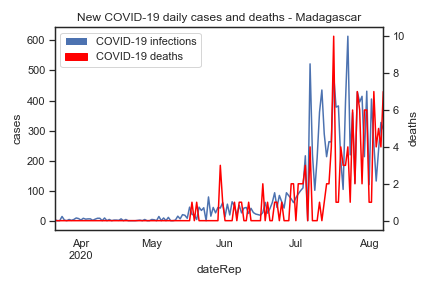 New COVID-19 daily cases and deaths - Madagascar
COVID-19 infections
COVID-19 deaths
600
500
400
300
200
100
0
cases
10
8
6
4
2
0
deaths
Apr
2020
May
Jun
Jul
Aug
dateRep